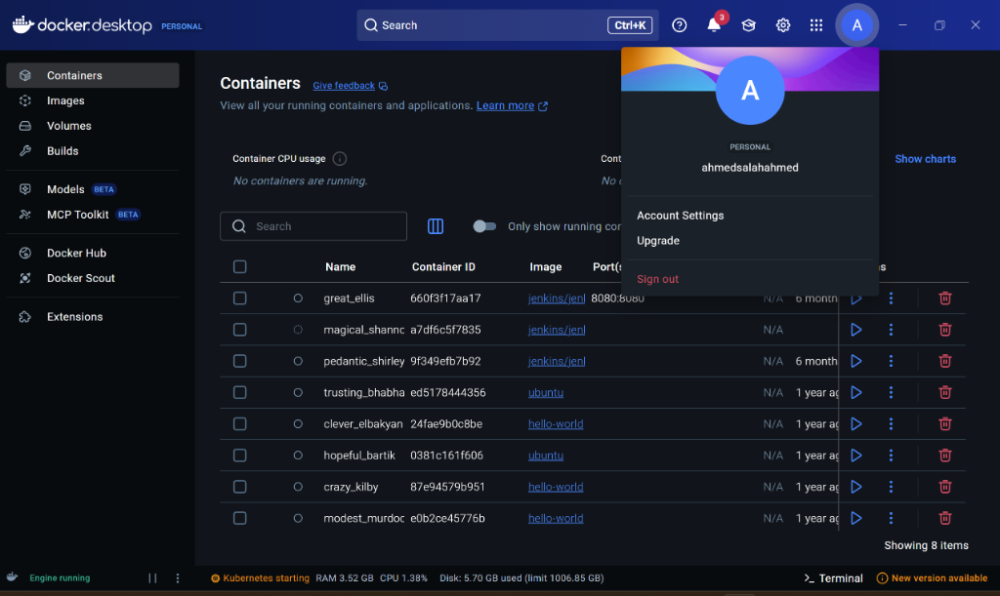 docker.desktop PERSONAL
Search Ctrl+K
3
A
Containers
Images
Volumes
Builds
Models BETA
MCP Toolkit BETA
Docker Hub
Docker Scout
Extensions
Containers Give feedback
View all your running containers and applications. Learn more
A
PERSONAL
ahmedsalahahmed
Account Settings
Upgrade
Sign out
Container CPU usage i Cont Show charts
No containers are running. No c
Search Only show running con
Name Container ID Image Port(s s
great_ellis 660f3f17aa17 jenkins/jenl 8080:8080 N/A 6 month
magical_shannc a7df6c5f7835 jenkins/jenl N/A
pedantic_shirley 9f349efb7b92 jenkins/jenl N/A 6 month
trusting_bhabha ed5178444356 ubuntu N/A 1 year ag
clever_elbakyan 24fae9b0c8be hello-world N/A 1 year ag
hopeful_bartik 0381c161f606 ubuntu N/A 1 year ag
crazy_kilby 87e94579b951 hello-world N/A 1 year ag
modest_murdoc e0b2ce45776b hello-world N/A 1 year ag
Showing 8 items
Engine running Kubernetes starting RAM 3.52 GB CPU 1.38% Disk: 5.70 GB used (limit 1006.85 GB) >_ Terminal New version available